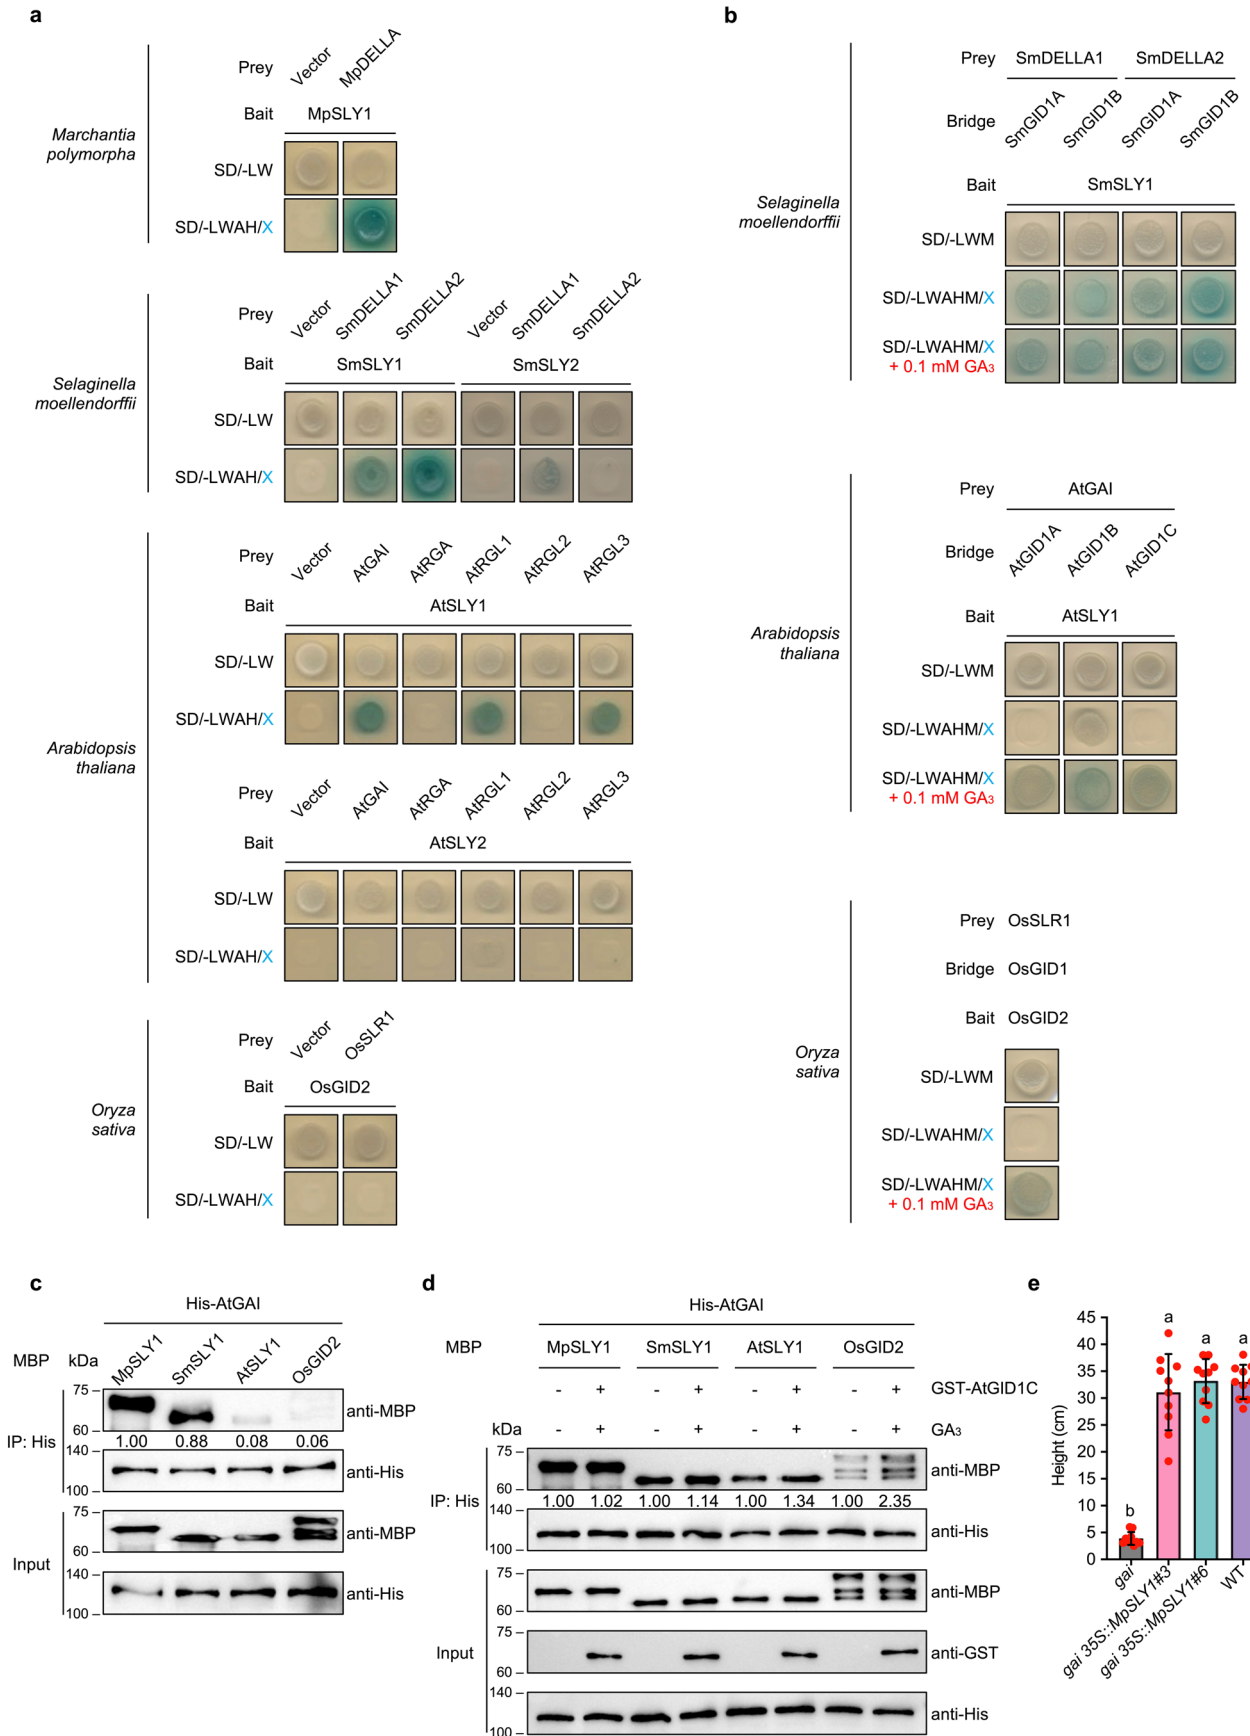 a
Prey Vector MpDELLA
Bait MpSLY1
Marchantia
polymorpha
SD/-LW
SD/-LWAH/X
Prey Vector SmDELLA1 SmDELLA2 Vector SmDELLA1 SmDELLA2
Bait SmSLY1 SmSLY2
Selaginella
moellendorffii
SD/-LW
SD/-LWAH/X
Prey Vector AtGAI AtRGA AtRGL1 AtRGL2 AtRGL3
Bait AtSLY1
SD/-LW
SD/-LWAH/X
Arabidopsis
thaliana
Prey Vector AtGAI AtRGA AtRGL1 AtRGL2 AtRGL3
Bait AtSLY2
SD/-LW
SD/-LWAH/X
Prey Vector OsSLR1
Bait OsGID2
Oryza
sativa
SD/-LW
SD/-LWAH/X
b
Prey SmDELLA1 SmDELLA2
Bridge SmGID1A SmGID1B SmGID1A SmGID1B
Bait SmSLY1
Selaginella
moellendorffii
SD/-LWM
SD/-LWAHM/X
SD/-LWAHM/X
+ 0.1 mM GA3
Prey AtGAI
Bridge AtGID1A AtGID1B AtGID1C
Bait AtSLY1
Arabidopsis
thaliana
SD/-LWM
SD/-LWAHM/X
SD/-LWAHM/X
+ 0.1 mM GA3
Prey OsSLR1
Bridge OsGID1
Bait OsGID2
Oryza
sativa
SD/-LWM
SD/-LWAHM/X
SD/-LWAHM/X
+ 0.1 mM GA3
c
His-AtGAI
MBP kDa MpSLY1 SmSLY1 AtSLY1 OsGID2
75
anti-MBP
60
IP: His 1.00 0.88 0.08 0.06
140
anti-His
100
75
anti-MBP
60
Input
140
anti-His
100
d
His-AtGAI
MBP MpSLY1 SmSLY1 AtSLY1 OsGID2
- + - + - + - + GST-AtGID1C
kDa - + - + - + - + GA3
75
anti-MBP
60
IP: His 1.00 1.02 1.00 1.14 1.00 1.34 1.00 2.35
140
anti-His
100
75
anti-MBP
60
75
Input anti-GST
60
140
anti-His
100
e
Height (cm)
45
40
35
30
25
20
15
10
5
5
0
b a a a
gai
gai 35S::MpSLY1#3
gai 35S::MpSLY1#6
WT